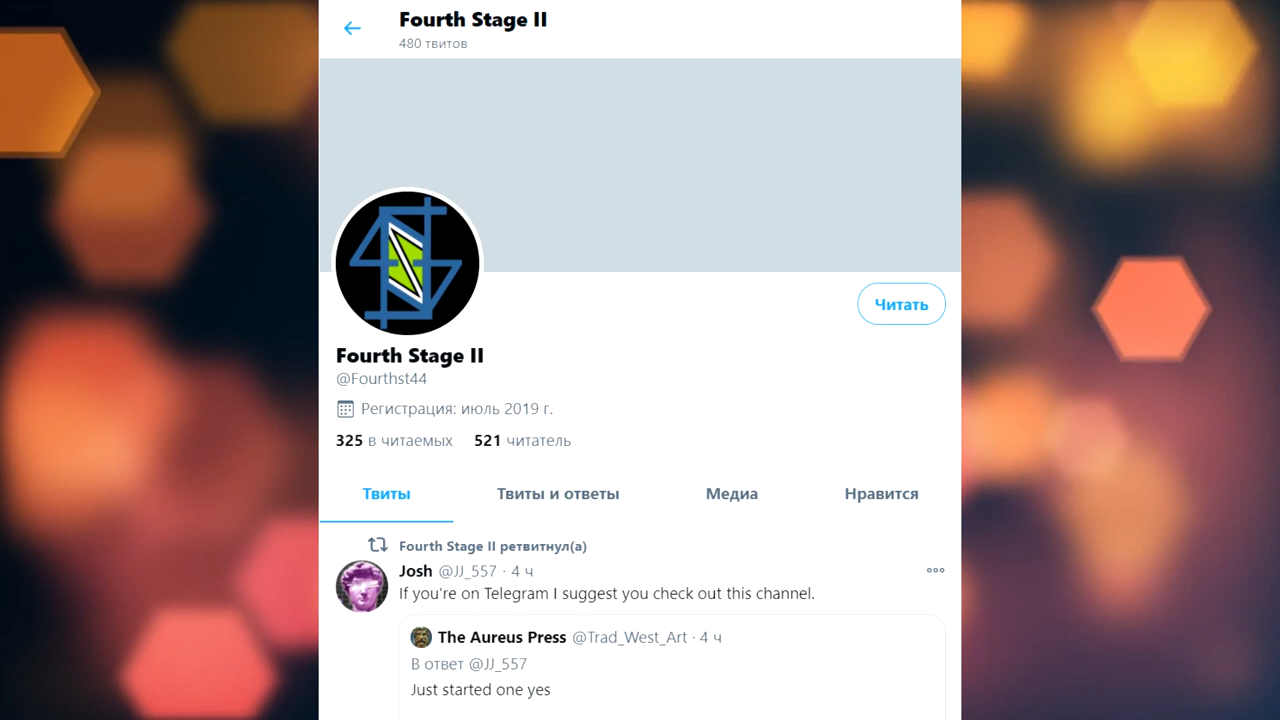 Fourth Stage II
480 твитов
Читать
Fourth Stage II
@Fourthst44
Регистрация: июль 2019 г.
325 в читаемых 521 читатель
Твиты Твиты и ответы Медиа Нравится
Fourth Stage II ретвитнул(а)
Josh @JJ_557 · 4 ч
If you're on Telegram I suggest you check out this channel.
The Aureus Press @Trad_West_Art · 4 ч
В ответ @JJ_557
Just started one yes